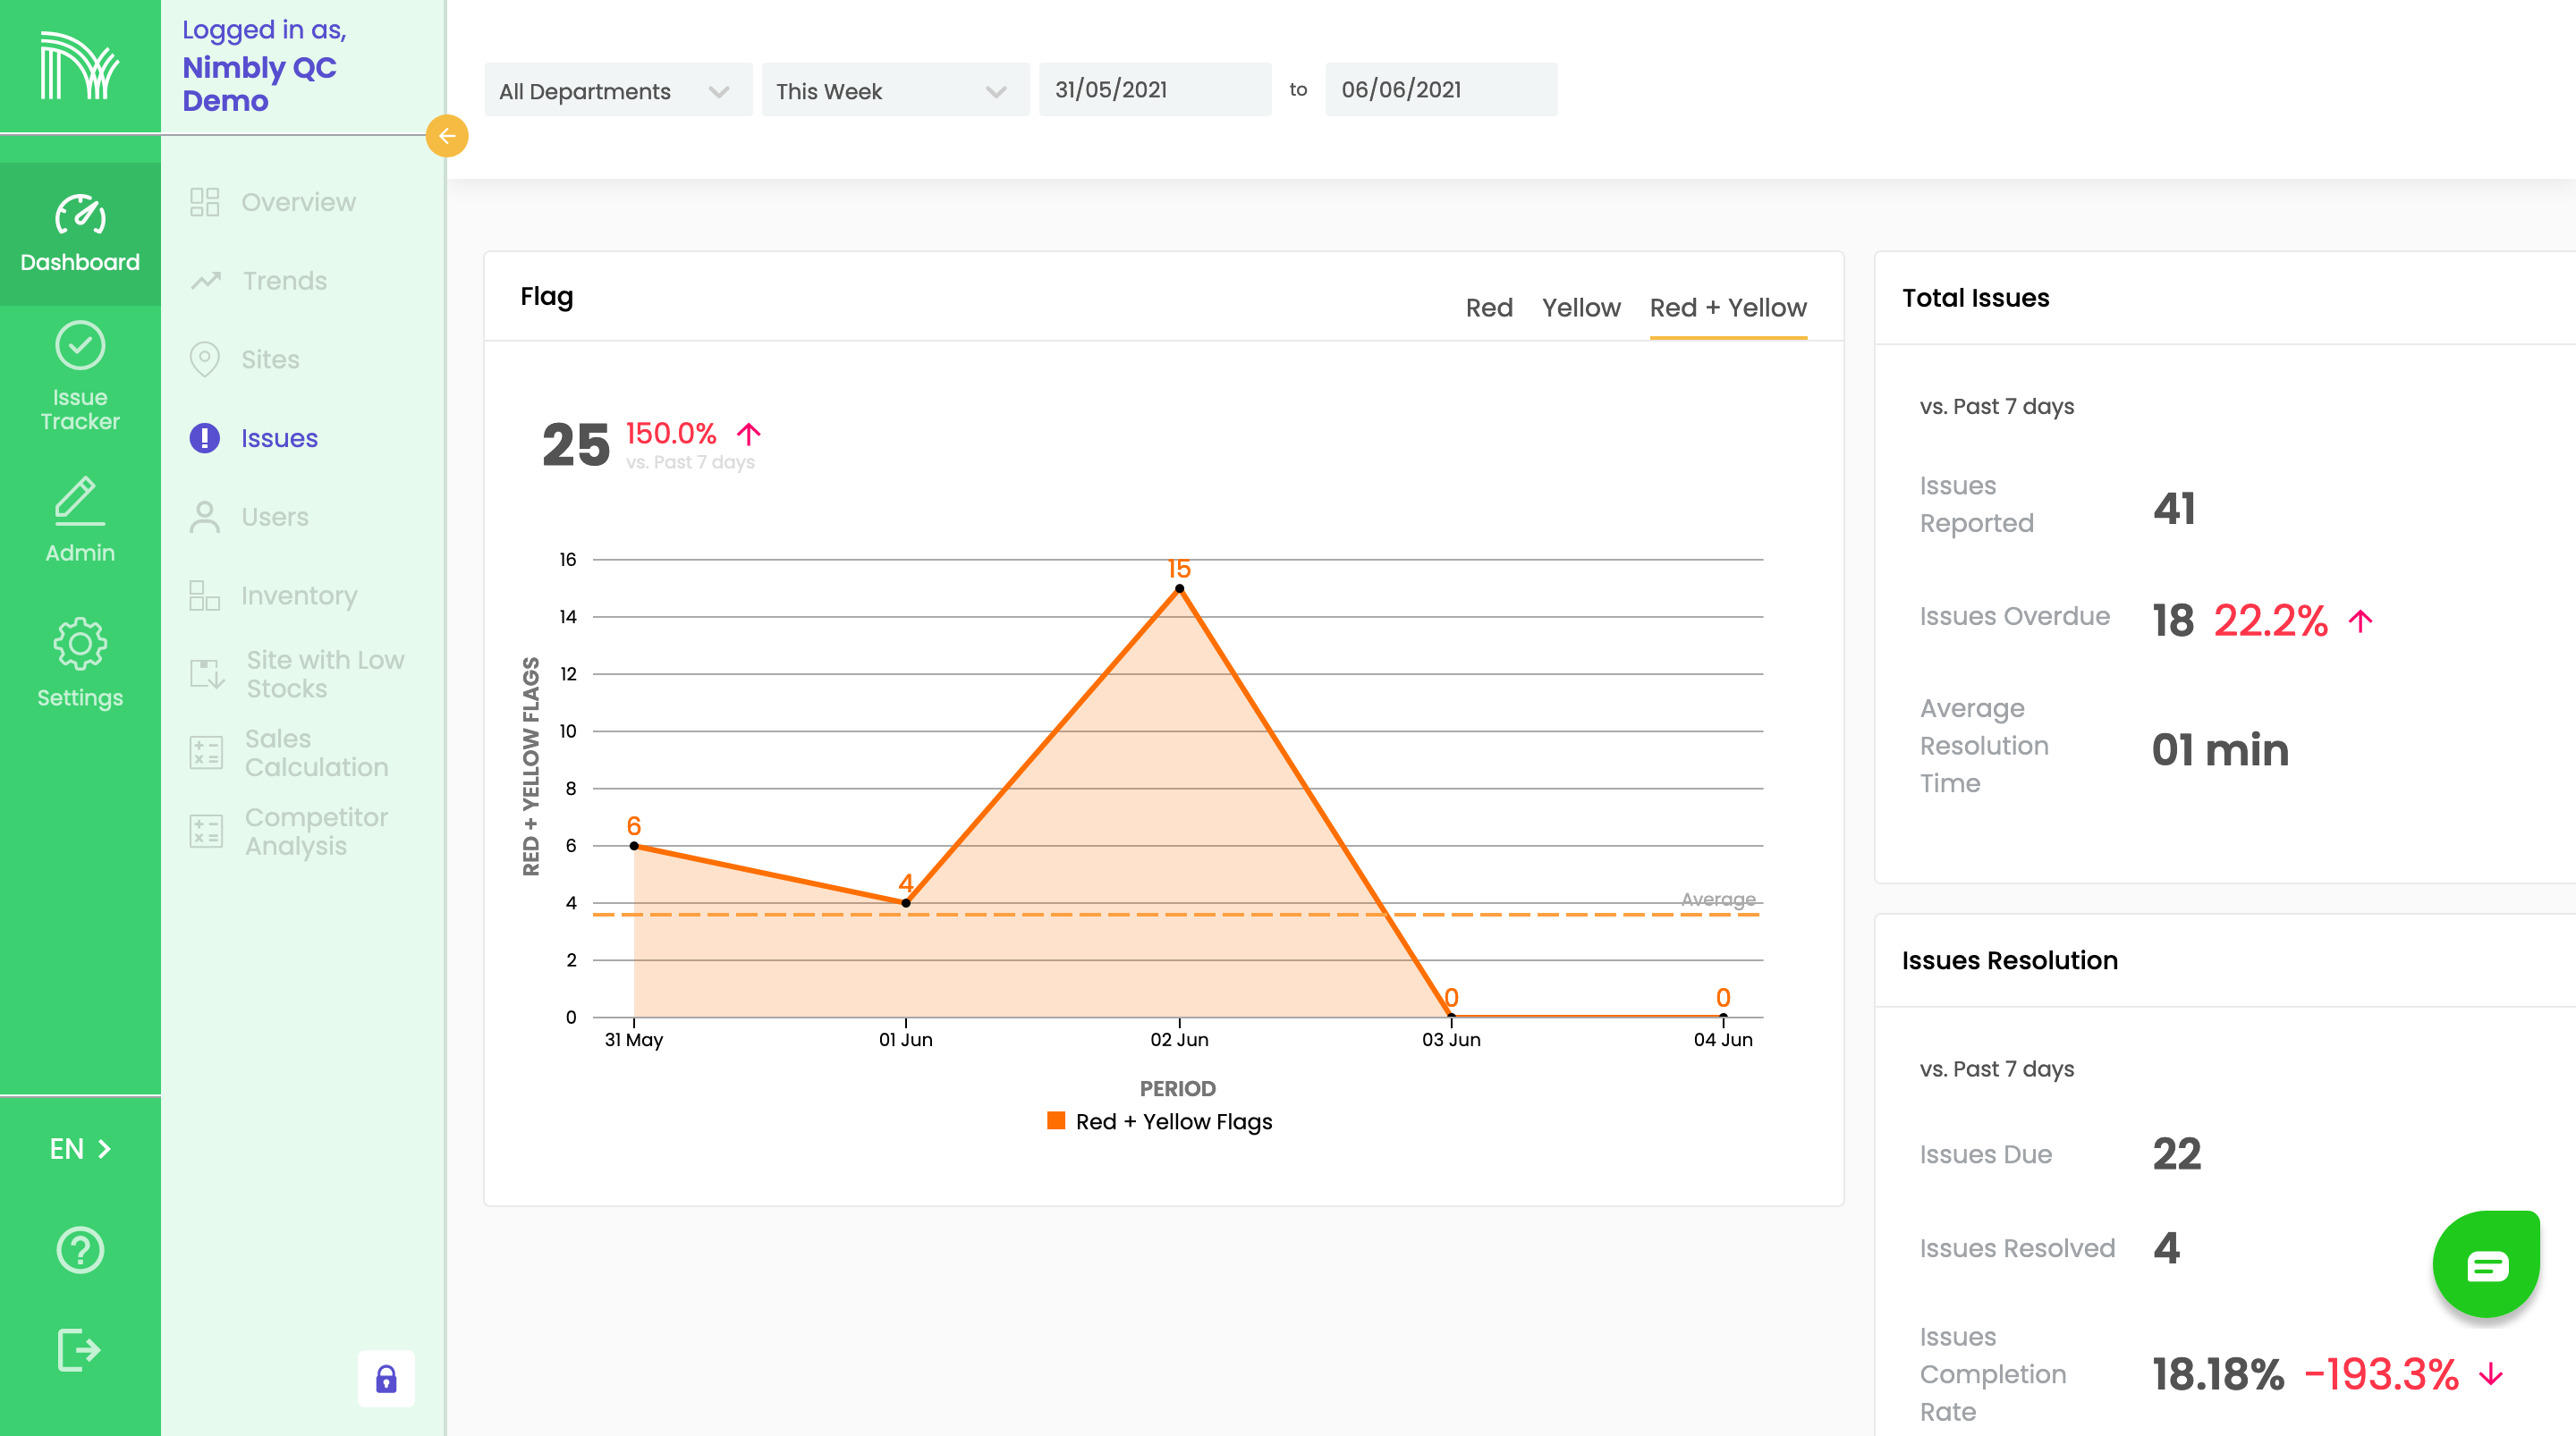 Logged in as,
Nimbly QC
Demo
Dashboard
Issue
Tracker
Admin
Settings
EN
Overview
Trends
Sites
Issues
Users
Inventory
Site with Low
Stocks
Sales
Calculation
Competitor
Analysis
All Departments
This Week
31/05/2021
to
06/06/2021
Flag
Red
Yellow
Red + Yellow
25
150.0%
vs. Past 7 days
RED + YELLOW FLAGS
16
14
12
10
8
6
4
2
0
6
4
15
0
0
Average
31 May
01 Jun
02 Jun
03 Jun
04 Jun
PERIOD
Red + Yellow Flags
Total Issues
vs. Past 7 days
Issues
Reported
41
Issues Overdue
18 22.2%
Average
Resolution
Time
01 min
Issues Resolution
vs. Past 7 days
Issues Due
22
Issues Resolved
4
Issues
Completion
Rate
18.18% -193.3%